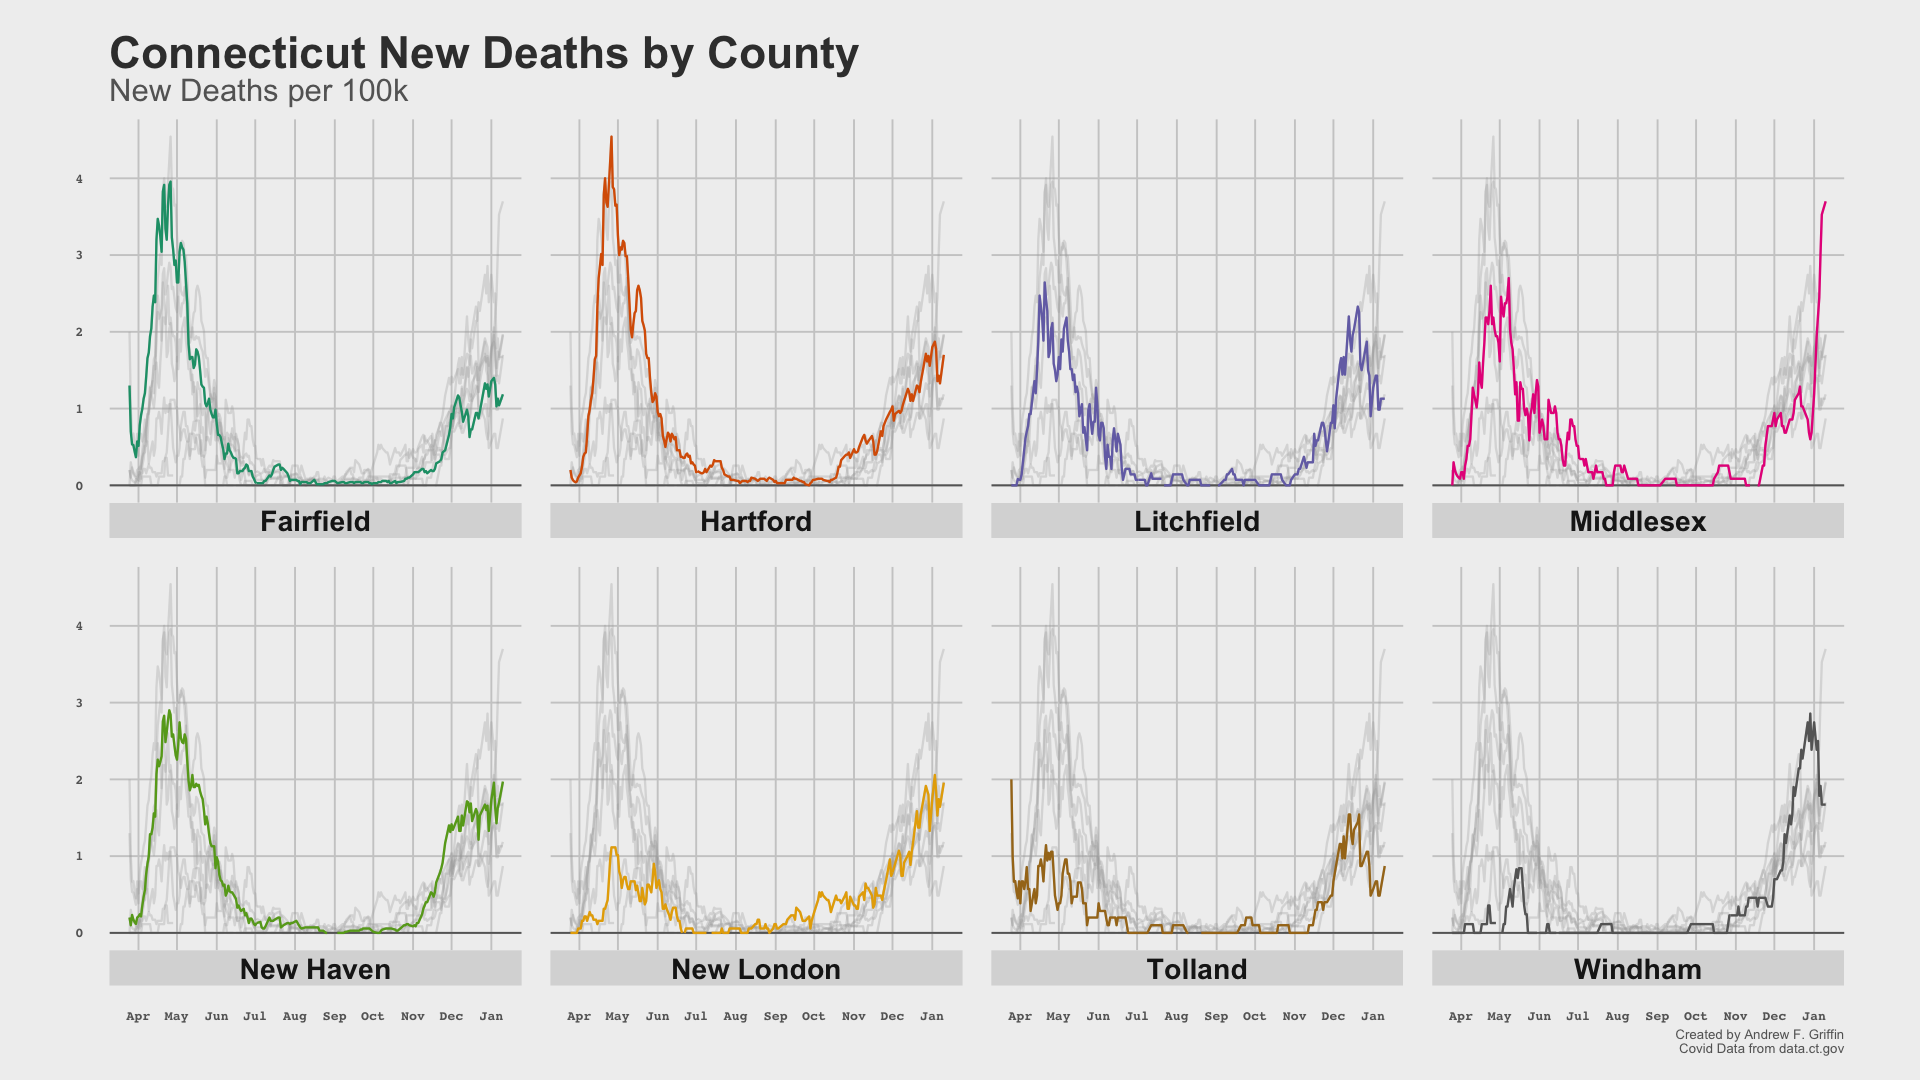 Connecticut New Deaths by County
New Deaths per 100k
4
3
2
1
0
Fairfield Hartford Litchfield Middlesex
4
3
2
1
0
New Haven New London Tolland Windham
Apr May Jun Jul Aug Sep Oct Nov Dec Jan Apr May Jun Jul Aug Sep Oct Nov Dec Jan Apr May Jun Jul Aug Sep Oct Nov Dec Jan Apr May Jun Jul Aug Sep Oct Nov Dec Jan
Created by Andrew F. Griffin
Covid Data from data.ct.gov